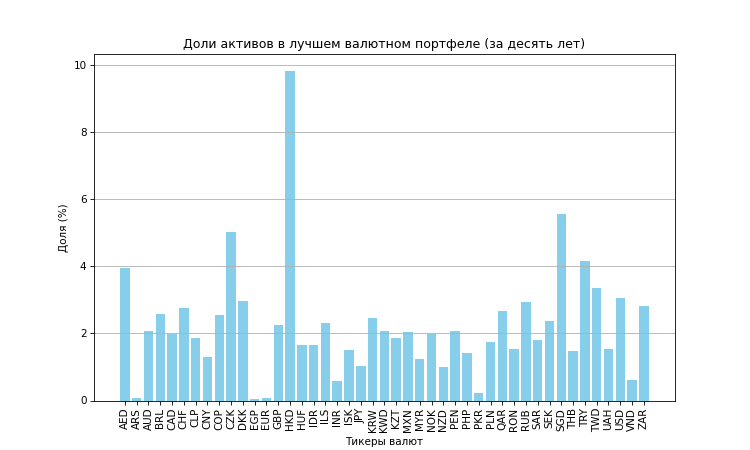 Доли активов в лучшем валютном портфеле (за десять лет)
10
8
6
4
2
0
Доля (%)
AED ARS AUD BRL CAD CHF CLP CNY COP CZK DKK EGP EUR GBP HKD HUF IDR ILS INR ISK JPY KRW KWD KZT MXN MYR NOK NZD PEN PHP PKR PLN QAR RON RUB SAR SEK SGD THB TRY TWD UAH USD VND ZAR
Тикеры валют